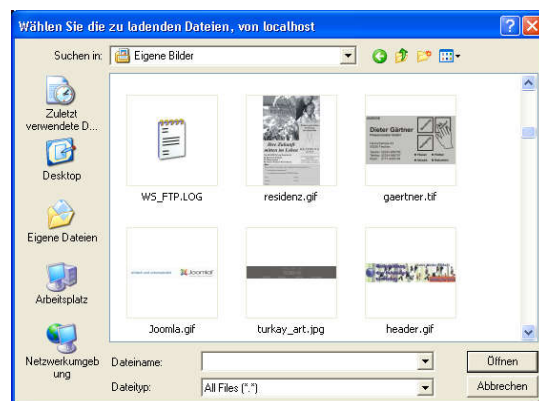 Wählen Sie die zu ladenden Dateien, von localhost
Suchen in:
Eigene Bilder
Zuletzt
verwendete D...
Desktop
Eigene Dateien
Arbeitsplatz
Netzwerkumgeb
ung
Dieter Gärtner
WS_FTP.LOG
residenz.gif
gaertner.tif
Joomla!
Joomla.gif
turkay_art.jpg
header.gif
Dateiname:
Öffnen
Dateityp:
All Files (*.*)
Abbrechen